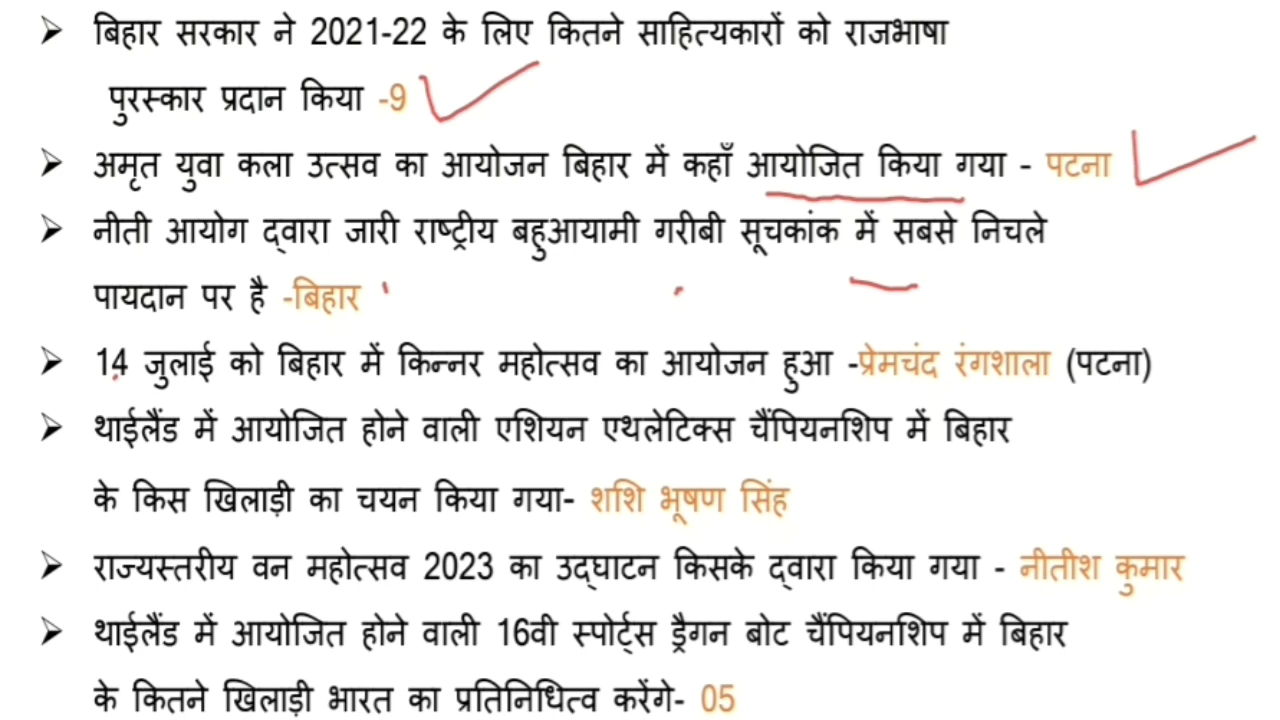 ➢ बिहार सरकार ने 2021-22 के लिए कितने साहित्यकारों को राजभाषा
पुरस्कार प्रदान किया -9
➢ अमृत युवा कला उत्सव का आयोजन बिहार में कहाँ आयोजित किया गया - पटना
➢ नीती आयोग द्वारा जारी राष्ट्रीय बहुआयामी गरीबी सूचकांक में सबसे निचले
पायदान पर है -बिहार
➢ 14 जुलाई को बिहार में किन्नर महोत्सव का आयोजन हुआ -प्रेमचंद रंगशाला (पटना)
➢ थाईलैंड में आयोजित होने वाली एशियन एथलेटिक्स चैंपियनशिप में बिहार
के किस खिलाड़ी का चयन किया गया- शशि भूषण सिंह
➢ राज्यस्तरीय वन महोत्सव 2023 का उद्घाटन किसके द्वारा किया गया - नीतीश कुमार
➢ थाईलैंड में आयोजित होने वाली 16वी स्पोर्ट्स ड्रैगन बोट चैंपियनशिप में बिहार
के कितने खिलाड़ी भारत का प्रतिनिधित्व करेंगे- 05